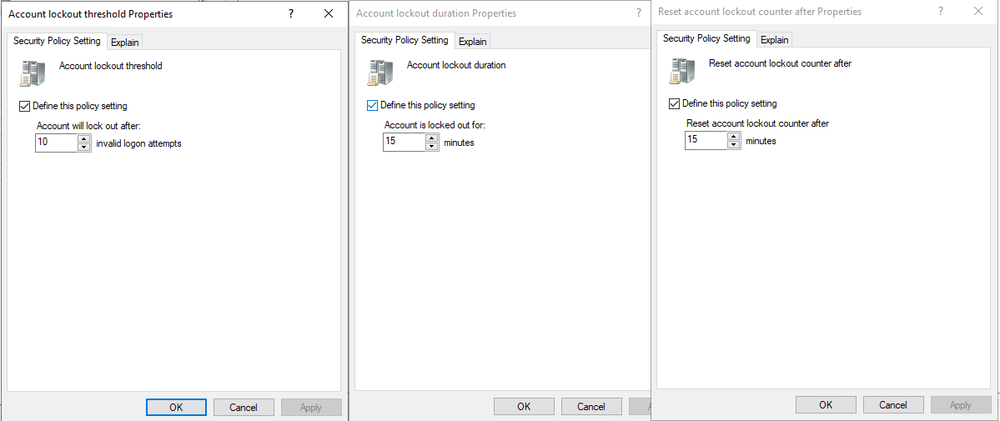 Account lockout threshold Properties
?
Security Policy Setting
Explain
Account lockout threshold
Define this policy setting
Account will lock out after:
10
invalid logon attempts
OK
Cancel
Apply
Account lockout duration Properties
?
Security Policy Setting
Explain
Account lockout duration
Define this policy setting
Account is locked out for:
15
minutes
OK
Cancel
Reset account lockout counter after Properties
?
Security Policy Setting
Explain
Reset account lockout counter after
Define this policy setting
Reset account lockout counter after
15
minutes
OK
Cancel
Apply